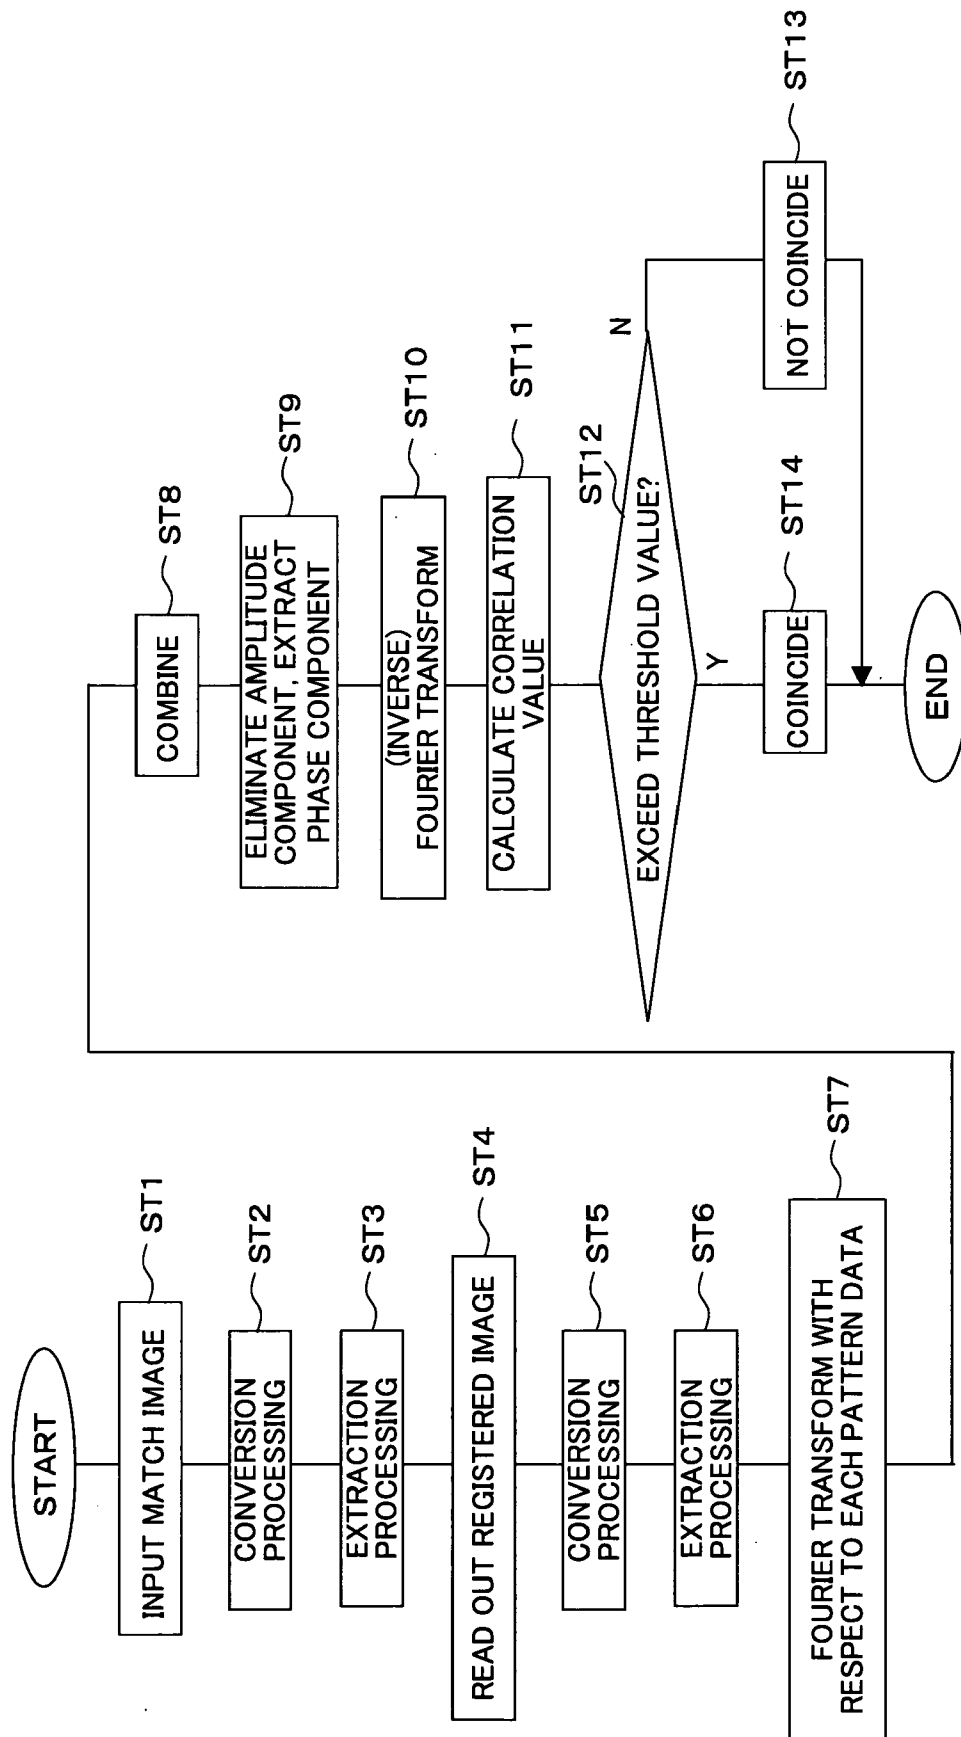 START
INPUT MATCH IMAGE
ST1
CONVERSION
PROCESSING
ST2
EXTRACTION
PROCESSING
ST3
READ OUT REGISTERED IMAGE
ST4
CONVERSION
PROCESSING
ST5
EXTRACTION
PROCESSING
ST6
FOURIER TRANSFORM WITH
RESPECT TO EACH PATTERN DATA
ST7
COMBINE
ST8
ELIMINATE AMPLITUDE
COMPONENT, EXTRACT
PHASE COMPONENT
ST9
(INVERSE)
FOURIER TRANSFORM
ST10
CALCULATE CORRELATION
VALUE
ST11
EXCEED THRESHOLD VALUE?
ST12
N
Y
NOT COINCIDE
ST13
COINCIDE
ST14
END